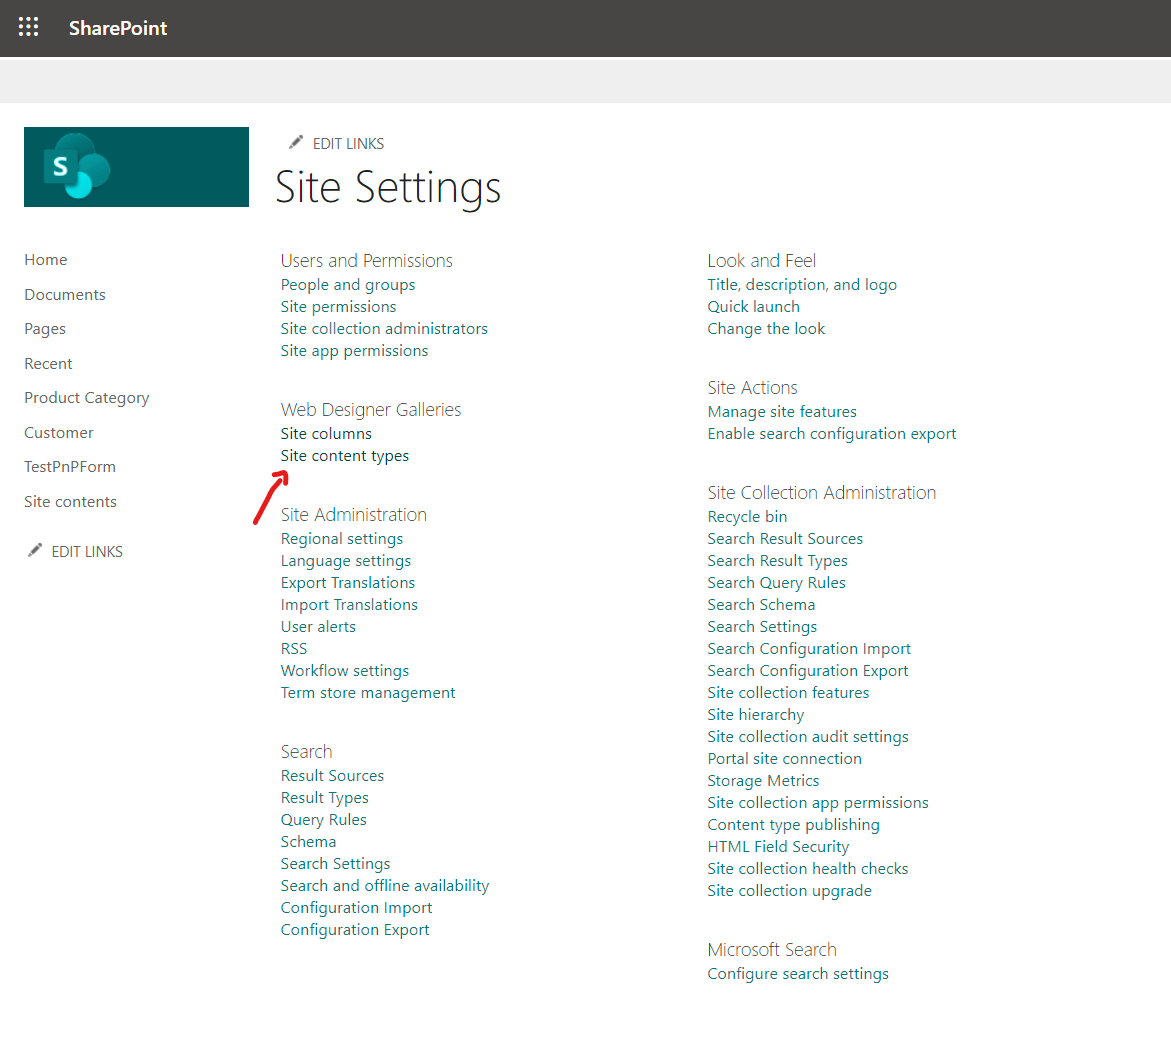 SharePoint
S
EDIT LINKS
Site Settings
Home
Documents
Pages
Recent
Product Category
Customer
TestPnPForm
Site contents
EDIT LINKS
Users and Permissions
People and groups
Site permissions
Site collection administrators
Site app permissions
Web Designer Galleries
Site columns
Site content types
Site Administration
Regional settings
Language settings
Export Translations
Import Translations
User alerts
RSS
Workflow settings
Term store management
Search
Result Sources
Result Types
Query Rules
Schema
Search Settings
Search and offline availability
Configuration Import
Configuration Export
Look and Feel
Title, description, and logo
Quick launch
Change the look
Site Actions
Manage site features
Enable search configuration export
Site Collection Administration
Recycle bin
Search Result Sources
Search Result Types
Search Query Rules
Search Schema
Search Settings
Search Configuration Import
Search Configuration Export
Site collection features
Site hierarchy
Site collection audit settings
Portal site connection
Storage Metrics
Site collection app permissions
Content type publishing
HTML Field Security
Site collection health checks
Site collection upgrade
Microsoft Search
Configure search settings